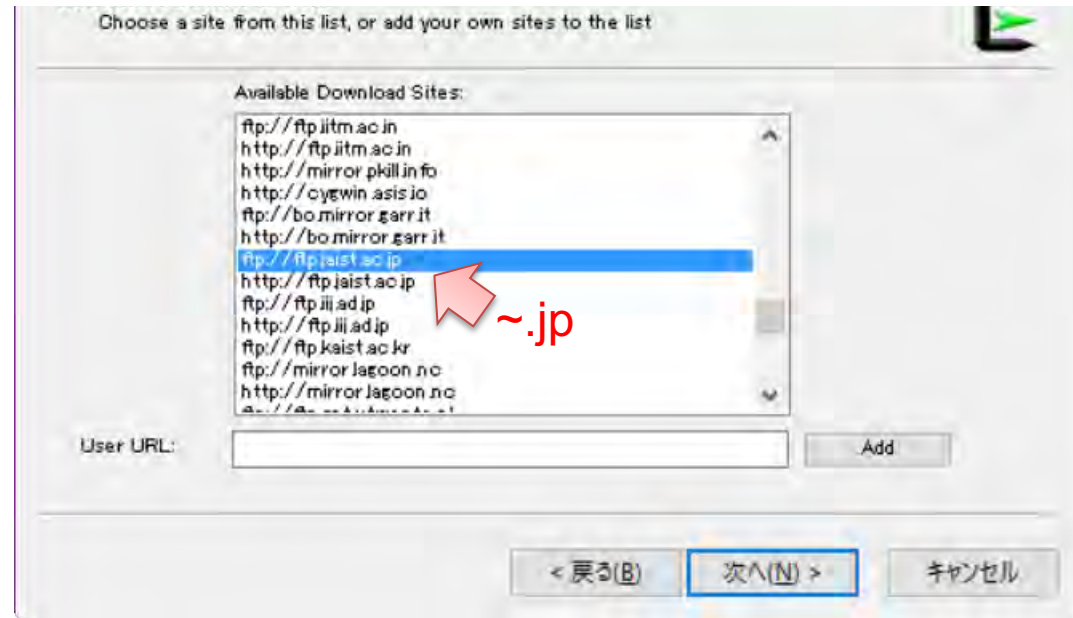 Choose a site from this list, or add your own sites to the list
Available Download Sites:
ftp://ftp.iitm.ac.in
http://ftp.iitm.ac.in
http://mirror.pkill.info
http://cygwin.asis.io
ftp://bo.mirror.garr.it
http://bo.mirror.garr.it
ftp://ftp.jaist.ac.jp
http://ftp.jaist.ac.jp
ftp://ftp.iij.ad.jp
http://ftp.iij.ad.jp
ftp://ftp.kaist.ac.kr
ftp://mirror.lagoon.nc
http://mirror.lagoon.nc
~.jp
User URL:
Add
< 戻る(B)
次へ(N) >
キャンセル